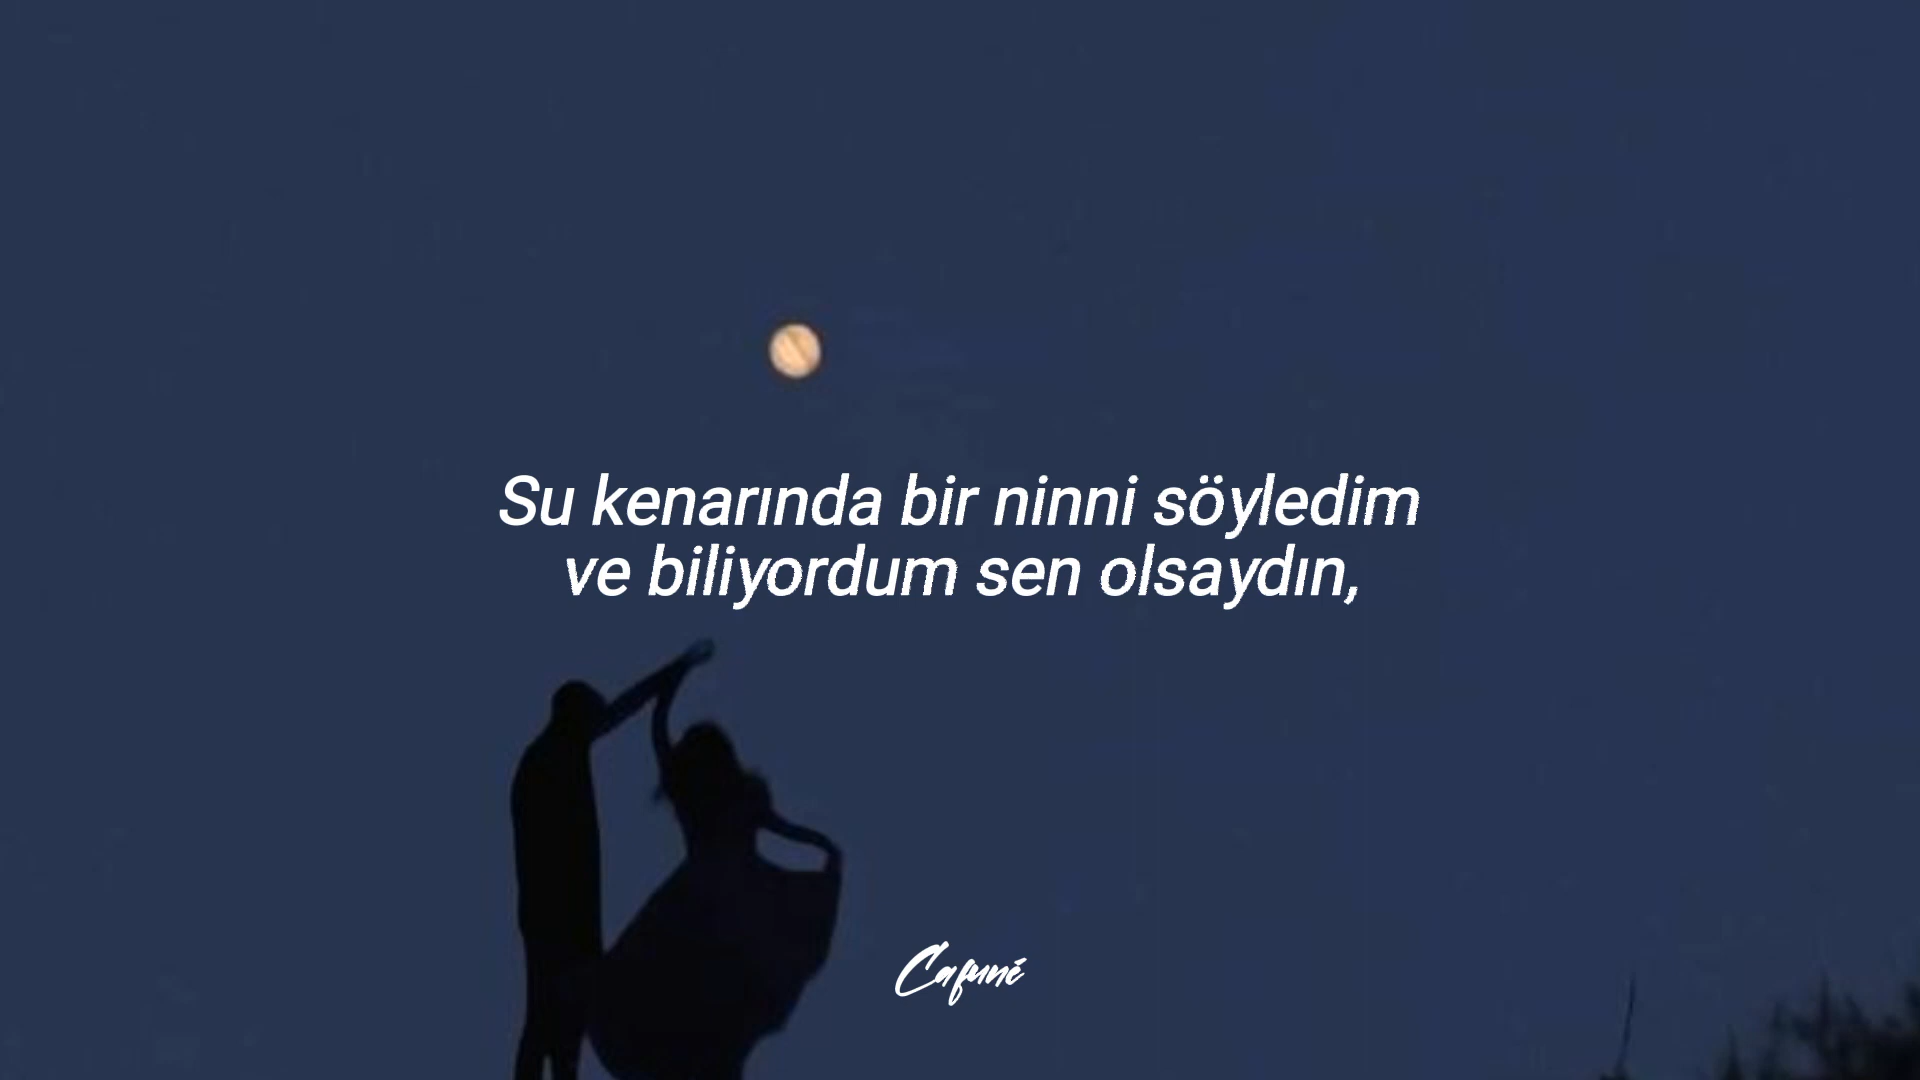 Su kenarında bir ninni söyledim
ve biliyordum sen olsaydın,
Cafuné